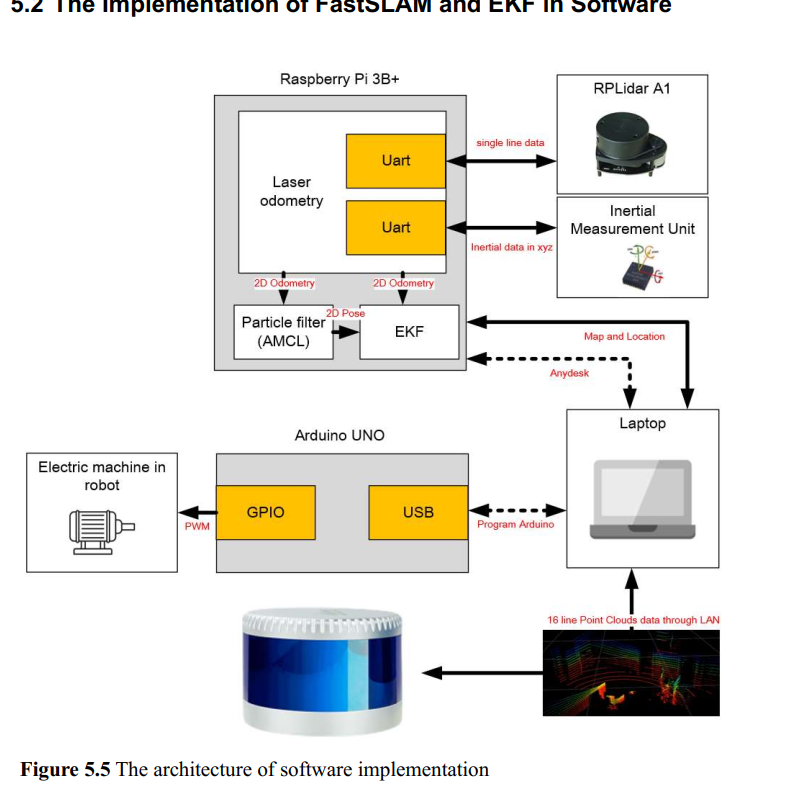 5.2 The Implementation of FastSLAM and EKF in Software
Raspberry Pi 3B+
RPLidar A1
single line data
Uart
Laser
odometry
Inertial
Measurement Unit
Uart
Inertial data in xyz
2D Odometry
2D Odometry
2D Pose
Particle filter
(AMCL)
EKF
Map and Location
Anydesk
Laptop
Arduino UNO
Electric machine in
robot
GPIO
USB
PWM
Program Arduino
16 line Point Clouds data through LAN
Figure 5.5 The architecture of software implementation